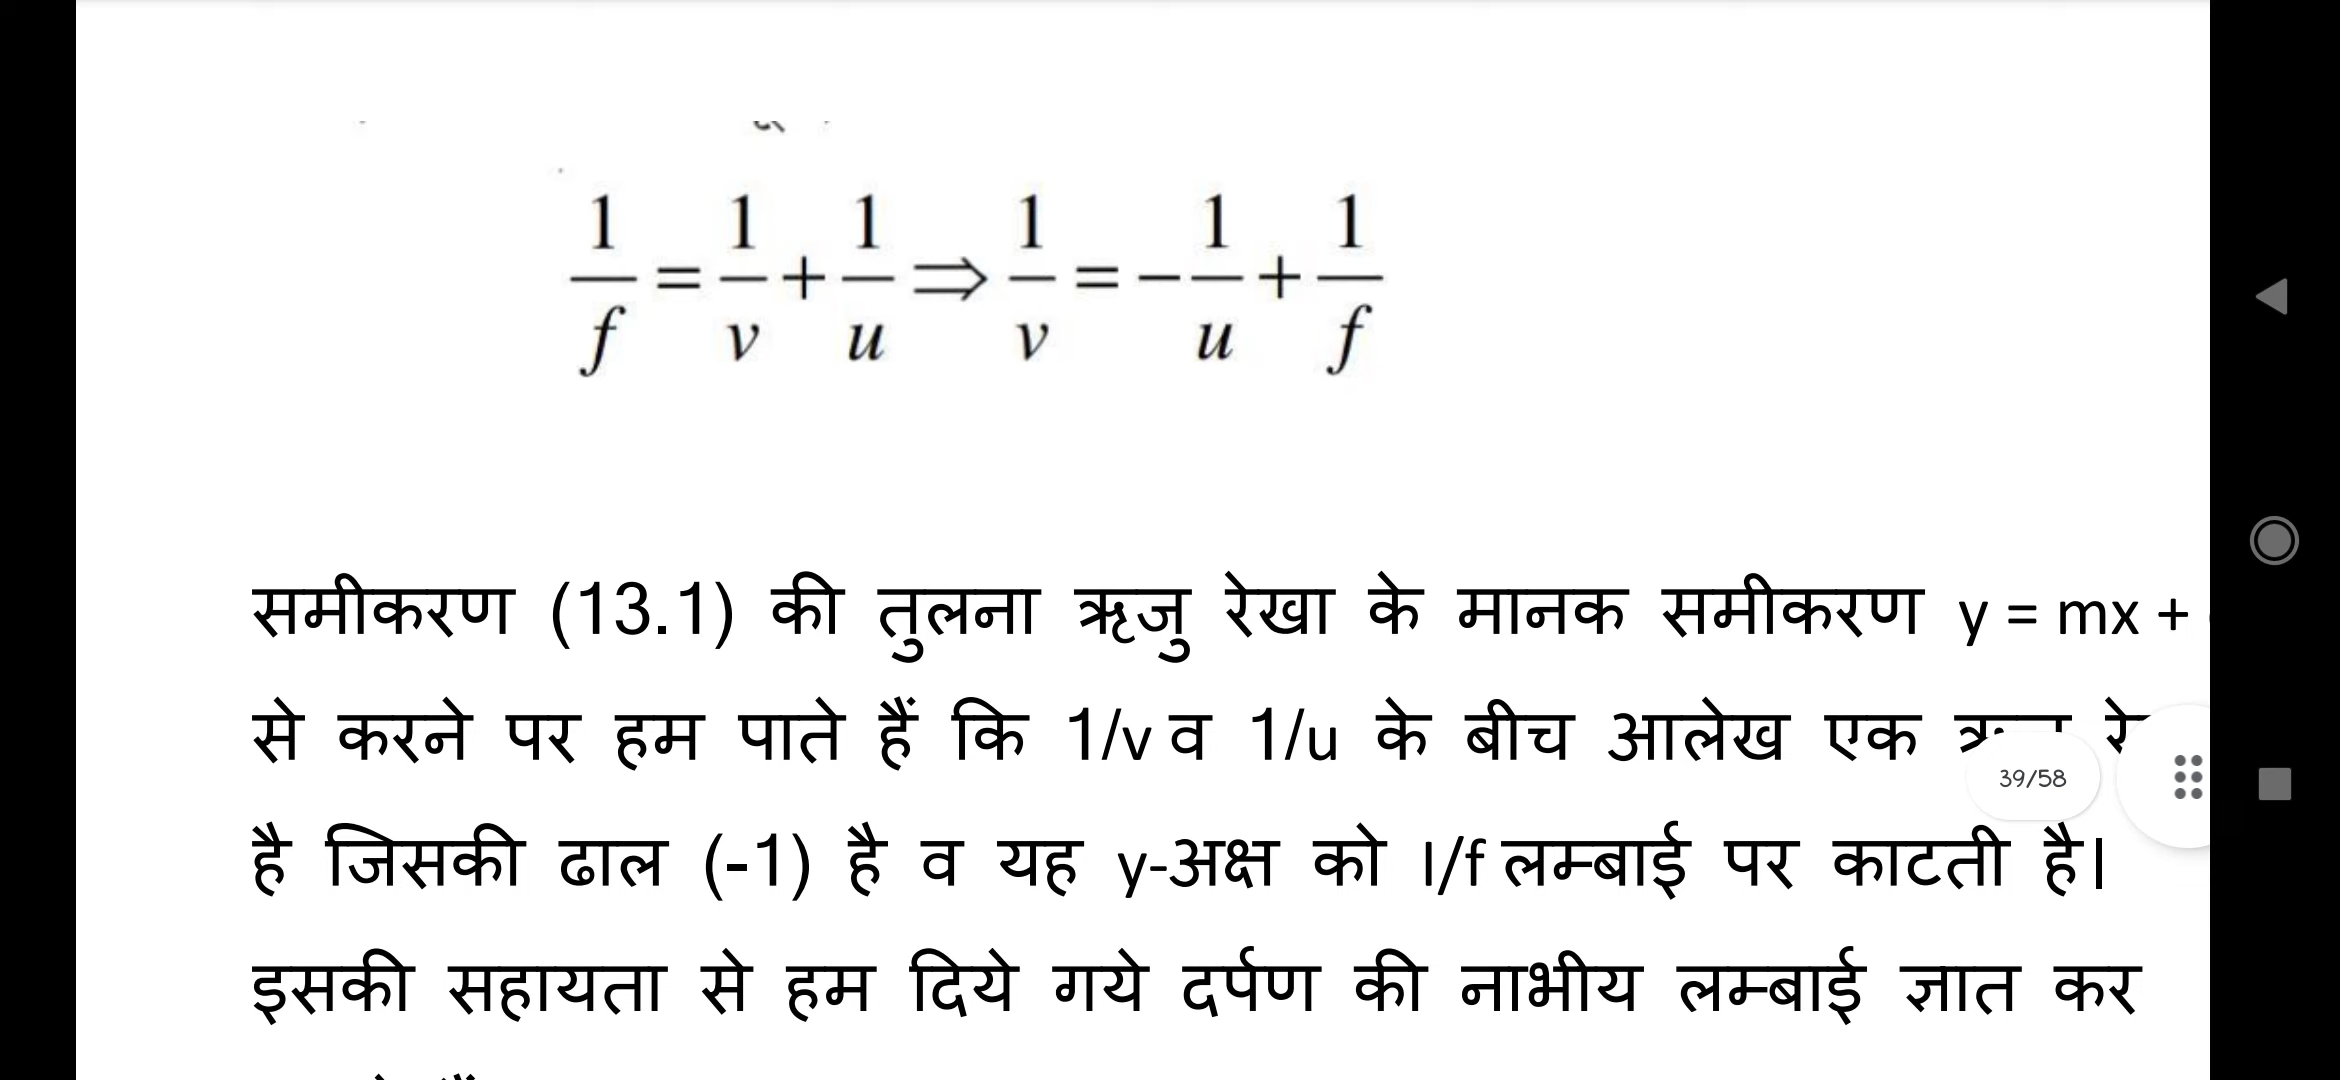 1/f = 1/v + 1/u ⇒ 1/v = -1/u + 1/f
समीकरण (13.1) की तुलना ऋजु रेखा के मानक समीकरण y = mx +
से करने पर हम पाते हैं कि 1/v व 1/u के बीच आलेख एक
है जिसकी ढाल (-1) है व यह y-अक्ष को I/f लम्बाई पर काटती है।
इसकी सहायता से हम दिये गये दर्पण की नाभीय लम्बाई ज्ञात कर
39/58